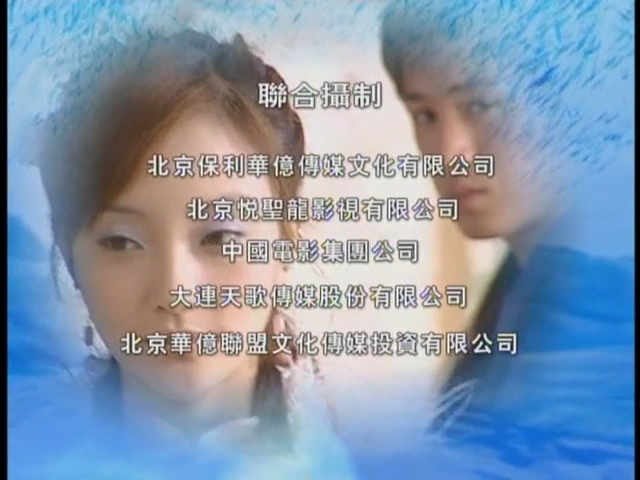 聯合攝制
北京保利華億傳媒文化有限公司
北京悅聖龍影視有限公司
中國電影集團公司
大連天歌傳媒股份有限公司
北京華億聯盟文化傳媒投資有限公司